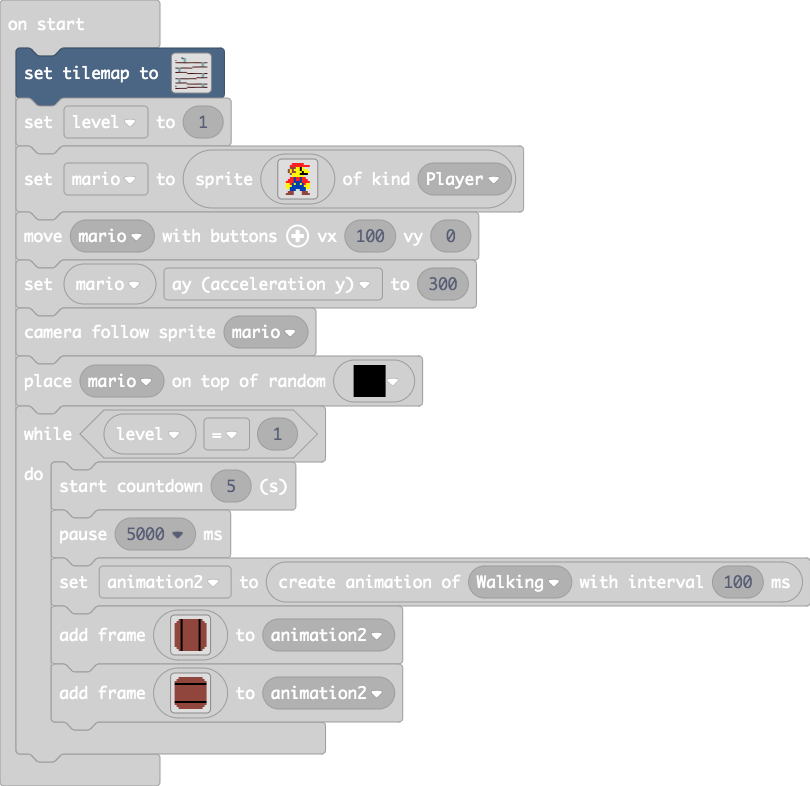 on start
set tilemap to
set level to 1
set mario to sprite of kind Player
move mario with buttons vx 100 vy 0
set mario ay (acceleration y) to 300
camera follow sprite mario
place mario on top of random
while level = 1
do
start countdown 5 (s)
pause 5000 ms
set animation2 to create animation of Walking with interval 100 ms
add frame to animation2
add frame to animation2